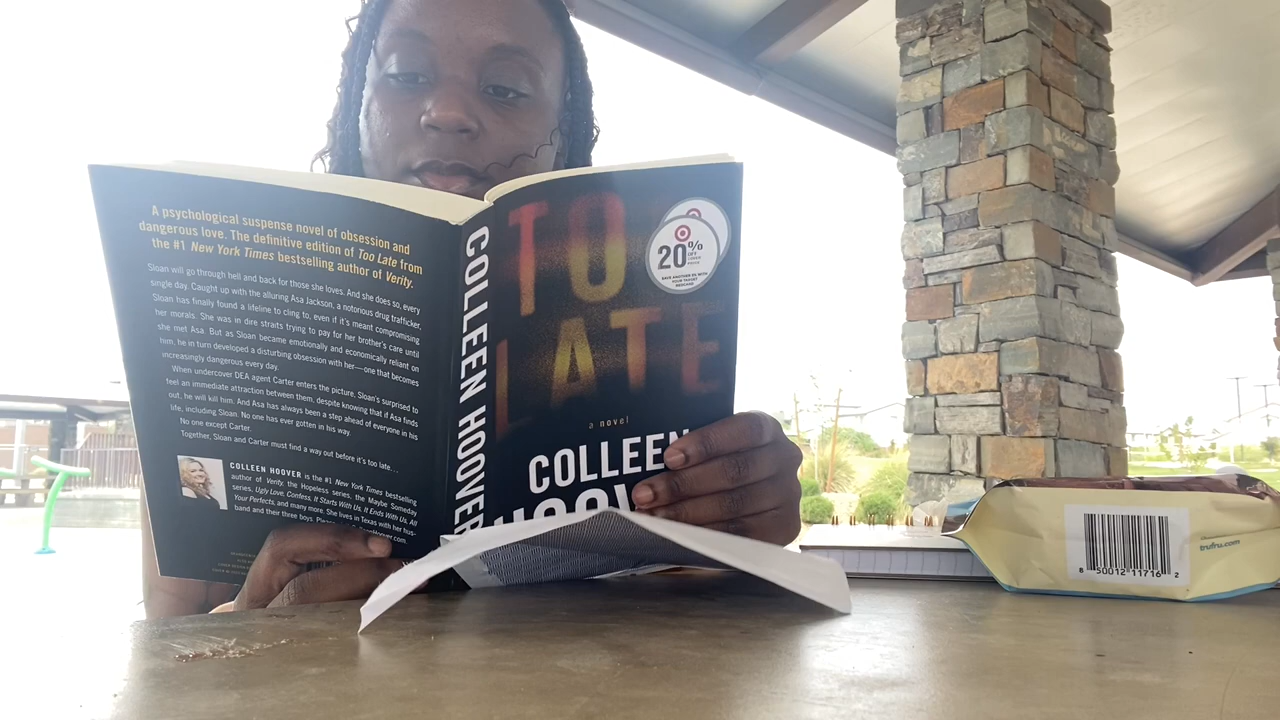 A psychological suspense novel of obsession and
dangerous love. The definitive edition of Too Late from
the #1 New York Times bestselling author of Verity.
Sloan will go through hell and back for those she loves. And she does so, every
single day. Caught up with the alluring Asa Jackson, a notorious drug trafficker,
Sloan has finally found a lifeline to cling to, even if it's meant compromising
her morals. She was in dire straits trying to pay for her brother's care until
she met Asa. But as Sloan became emotionally and economically reliant on
him, he in turn developed a disturbing obsession with her—one that becomes
increasingly dangerous every day.
When undercover DEA agent Carter enters the picture, Sloan's surprised to
feel an immediate attraction between them, despite knowing that if Asa finds
out, he will kill him. And Asa has always been a step ahead of everyone in his
life, including Sloan. No one has ever gotten in his way.
No one except Carter.
Together, Sloan and Carter must find a way out before it's too late…
COLLEEN HOOVER is the #1 New York Times bestselling
author of Verity, the Hopeless series, the Maybe Someday
series, Ugly Love, Confess, It Starts With Us, It Ends With Us, All
Your Perfects, and many more. She lives in Texas with her hus-
band and their three boys. Please Hoover.com
COLLEEN HOOVER
TO
LATE
20%
OFF
a novel
COLLEEN
HOOV
8 50012 11716 2
trufru.com